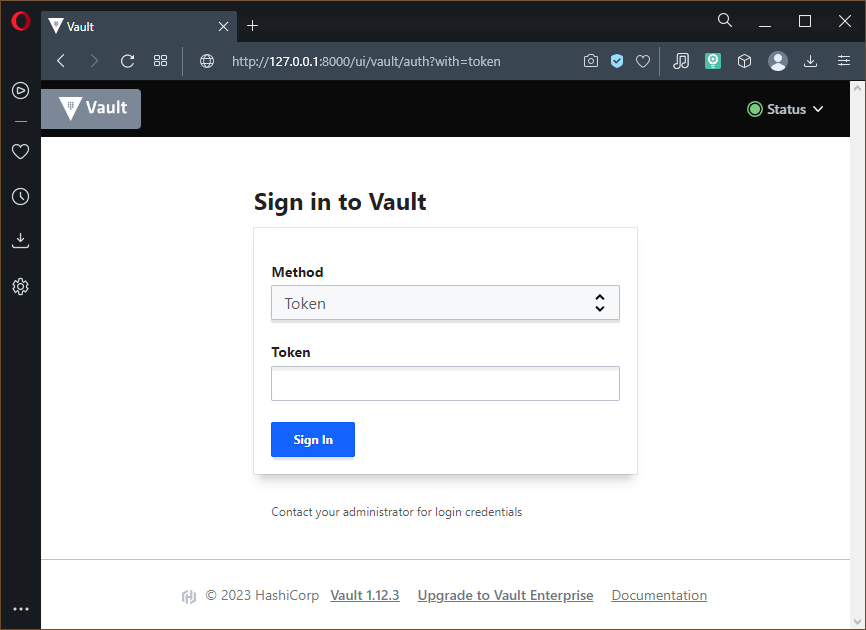 Vault
http://127.0.0.1:8000/ui/vault/auth?with=token
Vault
Status
Sign in to Vault
Method
Token
Token
Sign In
Contact your administrator for login credentials
© 2023 HashiCorp Vault 1.12.3 Upgrade to Vault Enterprise Documentation